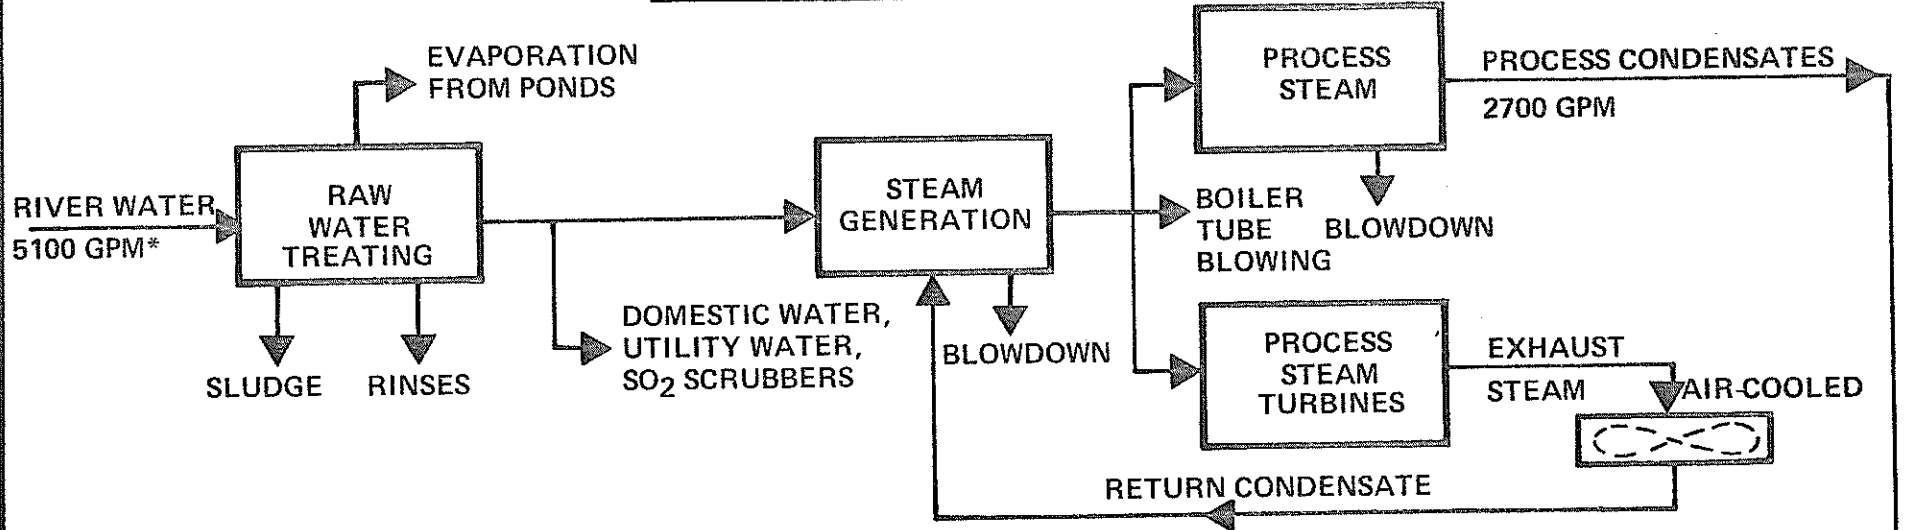 EVAPORATION
FROM PONDS
RIVER WATER
5100 GPM*
RAW
WATER
TREATING
SLUDGE
RINSES
DOMESTIC WATER,
UTILITY WATER,
SO2 SCRUBBERS
STEAM
GENERATION
BLOWDOWN
PROCESS
STEAM
PROCESS CONDENSATES
2700 GPM
BLOWDOWN
BOILER
TUBE
BLOWING
PROCESS
STEAM
TURBINES
EXHAUST
STEAM
AIR-COOLED
RETURN CONDENSATE